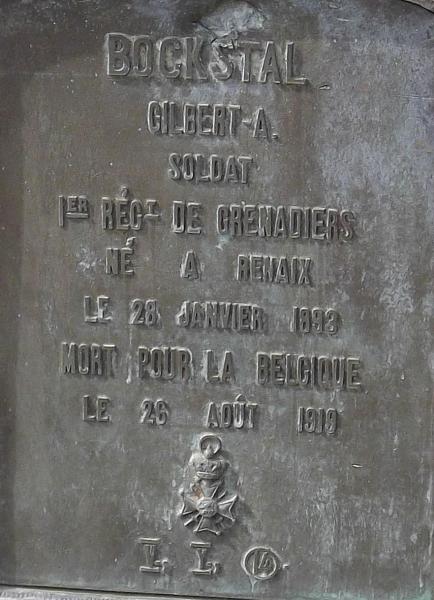 BOCKSTAL
GILBERT-A.
SOLDAT
1ER RÉGT DE GRENADIERS
NÉ A RENAIX
LE 28 JANVIER 1893
MORT POUR LA BELGIQUE
LE 26 AOÛT 1919
V. L. 14